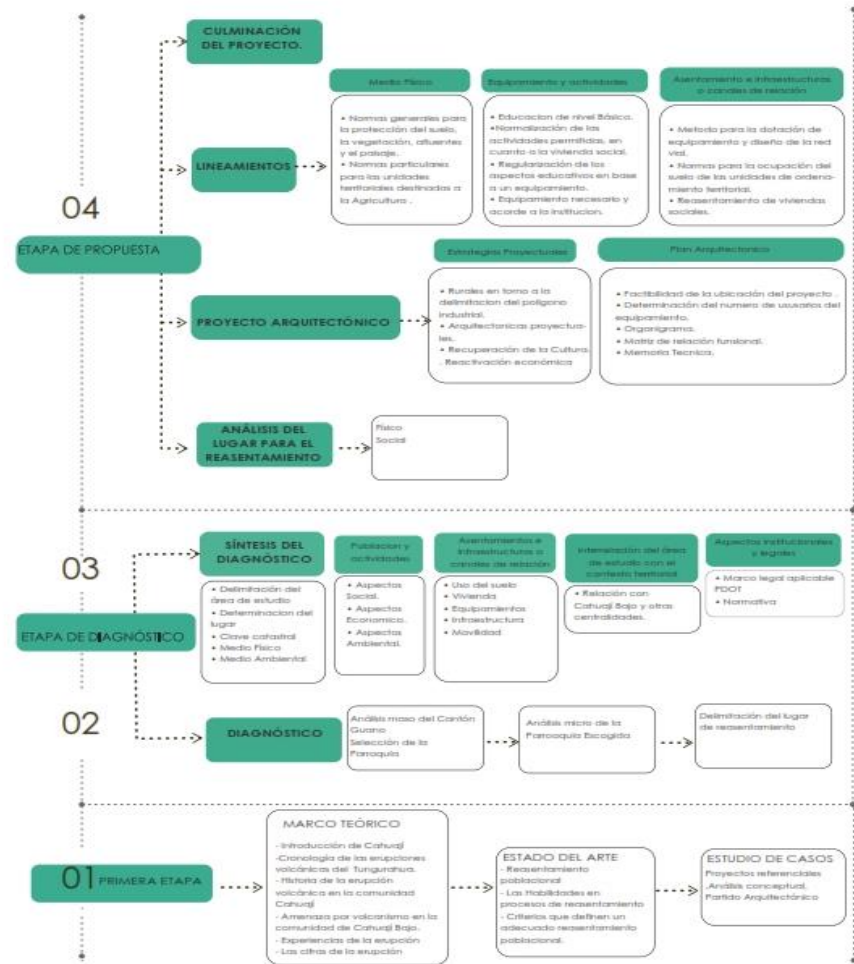 CULMINACIÓN
DEL PROYECTO.
Medio Físico
Equipamiento y actividades
Asentamiento e infraestructuras
o canales de relación
LINEAMIENTOS
• Normas generales para
la protección del suelo,
la vegetación, afluentes
y el paisaje.
• Normas particulares
para las unidades
territoriales destinadas a
la Agricultura .
• Educacion de nivel Básico.
•Normalización de las
actividades permitidas, en
cuanto a la vivienda social.
• Regularización de los
aspectos educativos en base
a un equipamiento.
• Equipamiento necesario y
acorde a la institucion.
• Metodo para la dotación de
equipamiento y diseño de la red
vial.
• Normas para la ocupación del
suelo de las unidades de ordena-
miento territorial.
• Reasentamiento de viviendas
sociales.
04
ETAPA DE PROPUESTA
Estrategias Proyectuales
Plan Arquitectonico
PROYECTO ARQUITECTÓNICO
• Rurales en torno a la
delimitacion del poligono
industrial.
• Arquitectonicas proyectua-
les.
• Recuperación de la Cultura.
. Reactivación económica
• Factibilidad de la ubicación del proyecto .
• Determinación del numero de ususarios del
equipamiento.
• Organigrama.
• Matriz de relación funsional.
• Memoria Tecnica.
ANÁLISIS DEL
LUGAR PARA EL
REASENTAMIENTO
Físico
Social
03
ETAPA DE DIAGNÓSTICO
SÍNTESIS DEL
DIAGNÓSTICO
Poblacion y
actividades
Asentamientos e
infraestructuras o
canales de relación
Interrelación del área
de estudio con el
contexto territorial
Aspectos institucionales
y legales
• Delimitación del
área de estudio
• Determinacion del
lugar
• Clave catastral
• Medio Físico
• Medio Ambiental
• Aspectos
Social.
• Aspectos
Economico.
• Aspectos
Ambiental.
• Uso del suelo
• Vivienda
• Equipamientos
• Infraestructura
• Movilidad
• Relación con
Cahuají Bajo y otras
centralidades.
• Marco legal aplicable
PDOT
• Normativa
02
DIAGNÓSTICO
Análisis maso del Cantón
Guano
Selección de la
Parroquia
Análisis micro de la
Parroaquia Escogida
Delimitación del lugar
de reasentamiento
01 PRIMERA ETAPA
MARCO TEÓRICO
- Introducción de Cahuají
-Cronología de las erupciones
volcánicas del Tungurahua.
- Historia de la erupción
volcánica en la comunidad
Cahuají
- Amenaza por volcanismo en la
comunidad de Cahuají Bajo.
- Experiencias de la erupción
- Las cifras de la erupción
ESTADO DEL ARTE
- Reasentamiento
poblacional
- Las Habilidades en
procesos de reasentamiento
- Criterios que definen un
adecuado reasentamiento
poblacional.
ESTUDIO DE CASOS
Proyectos referenciales
.Análisis conceptual,
Partido Arquitectónico